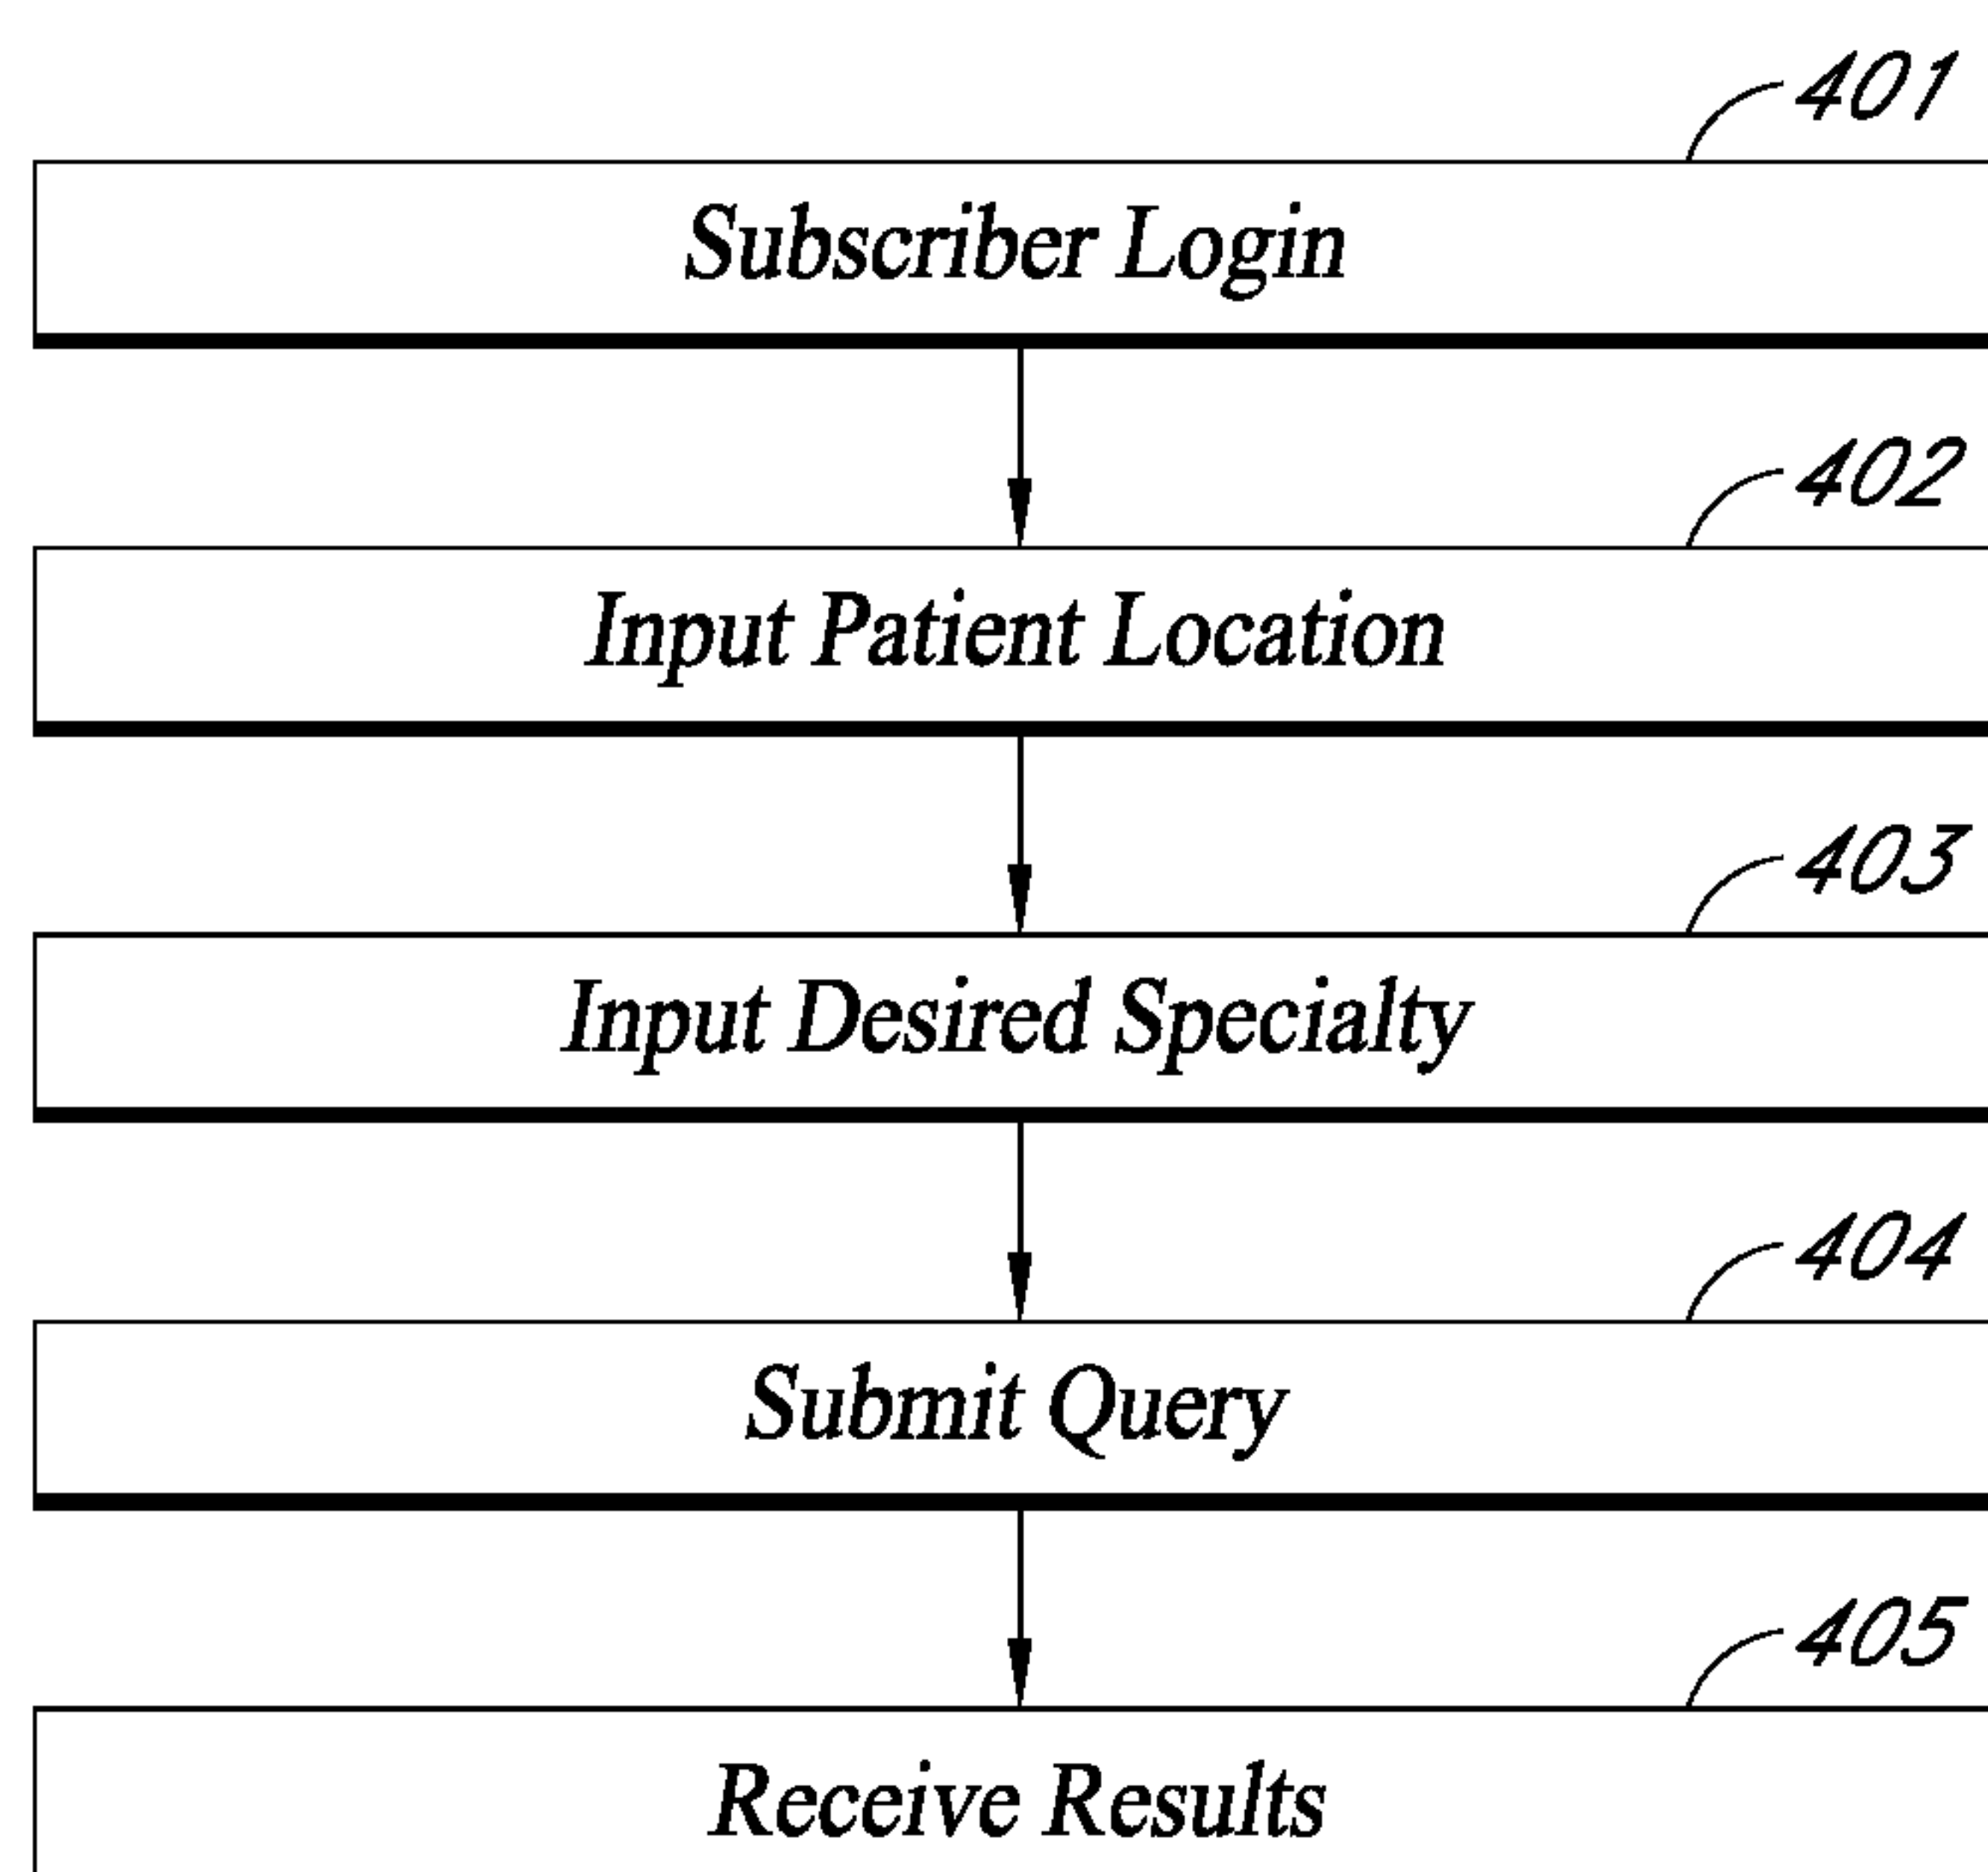 401
Subscriber Login
402
Input Patient Location
403
Input Desired Specialty
404
Submit Query
405
Receive Results